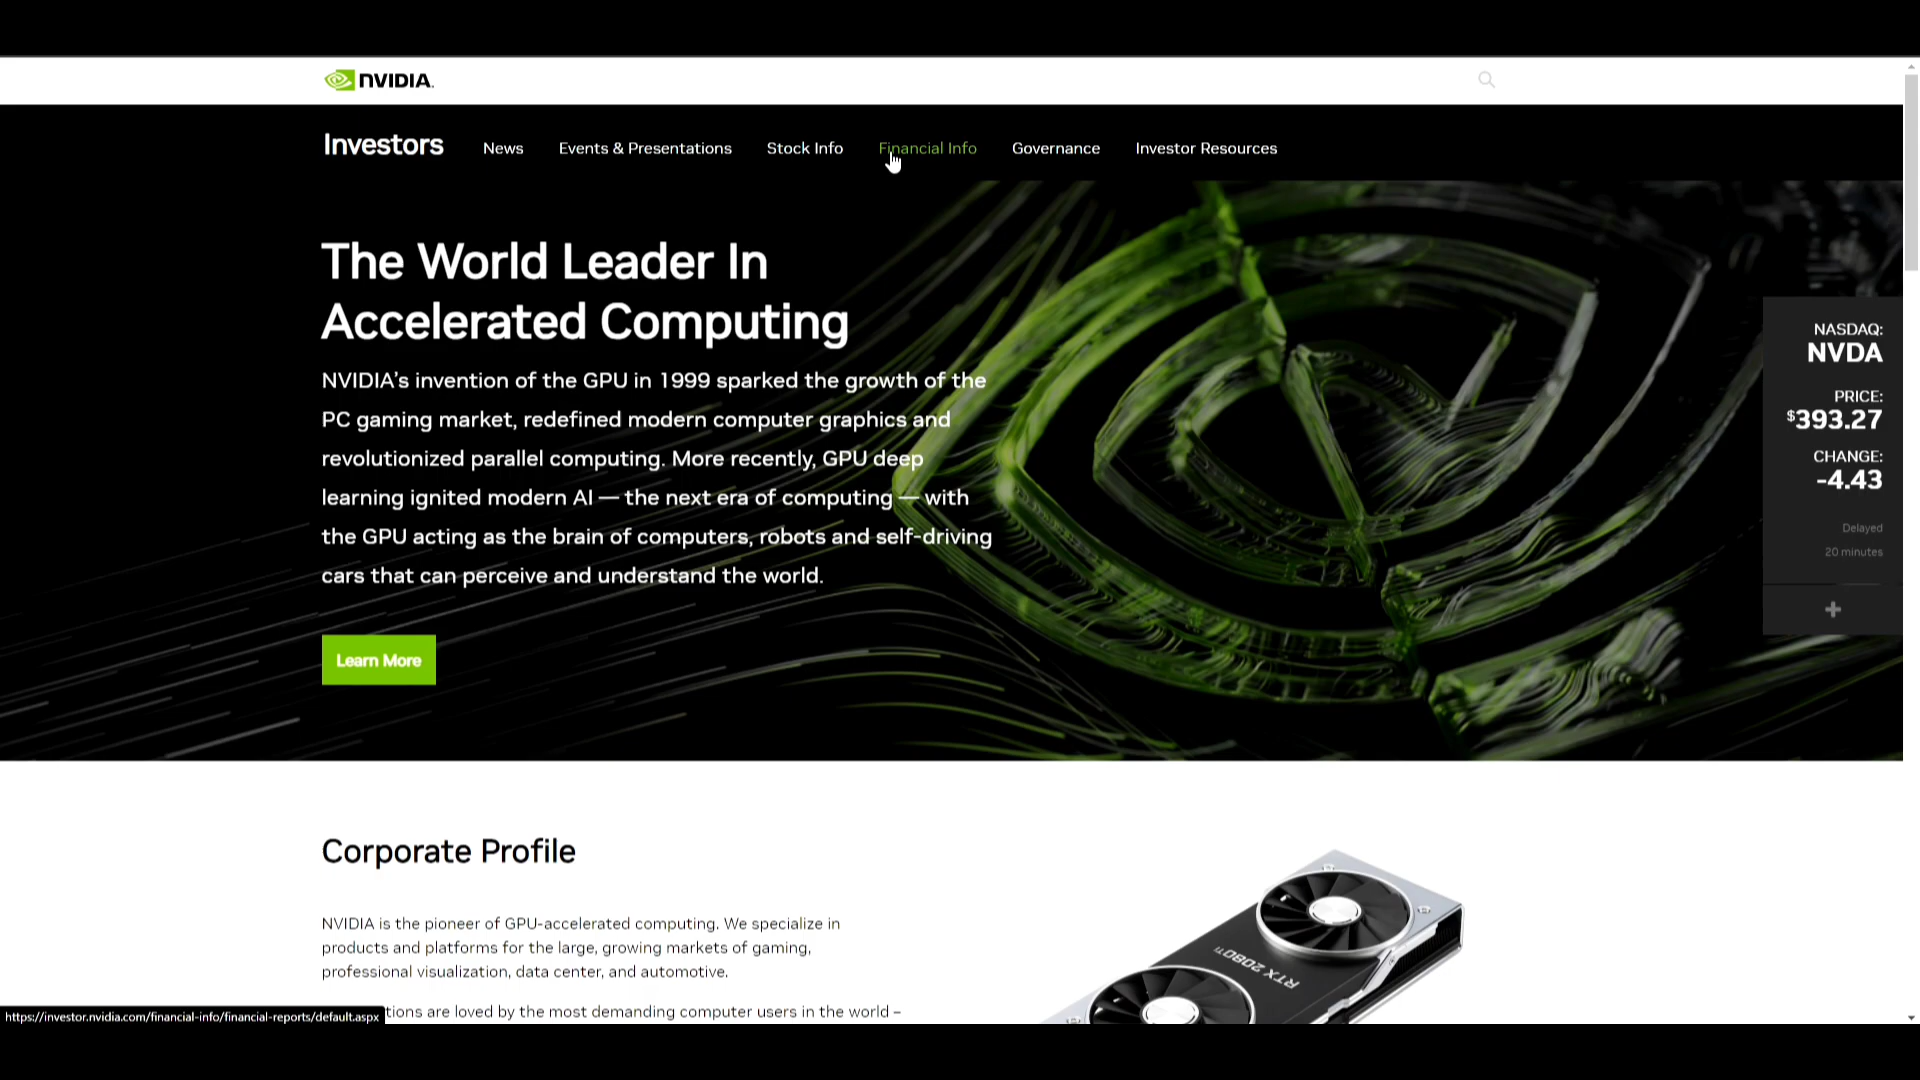 NVIDIA.
Investors News Events & Presentations Stock Info Financial Info Governance Investor Resources
The World Leader In
Accelerated Computing
NVIDIA’s invention of the GPU in 1999 sparked the growth of the
PC gaming market, redefined modern computer graphics and
revolutionized parallel computing. More recently, GPU deep
learning ignited modern AI — the next era of computing — with
the GPU acting as the brain of computers, robots and self-driving
cars that can perceive and understand the world.
Learn More
NASDAQ:
NVDA
PRICE:
$393.27
CHANGE:
-4.43
Delayed
20 minutes
+
Corporate Profile
NVIDIA is the pioneer of GPU-accelerated computing. We specialize in
products and platforms for the large, growing markets of gaming,
professional visualization, data center, and automotive.
tions are loved by the most demanding computer users in the world –
RTX 2080 Ti
https://investor.nvidia.com/financial-info/financial-reports/default.aspx